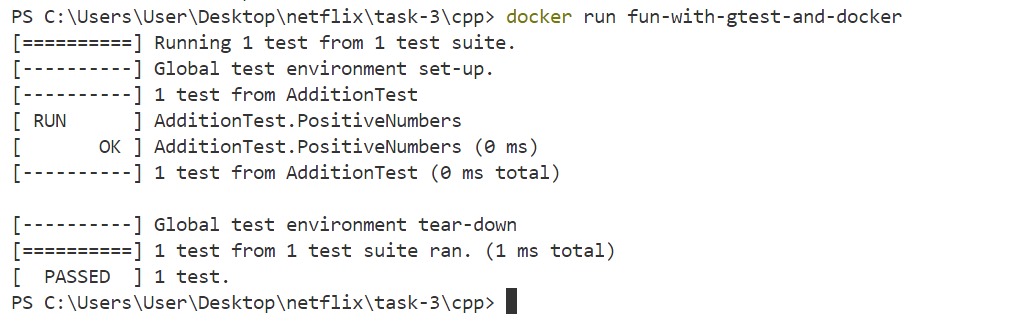 PS C:\Users\User\Desktop\netflix\task-3\cpp> docker run fun-with-gtest-and-docker
[==========] Running 1 test from 1 test suite.
[----------] Global test environment set-up.
[----------] 1 test from AdditionTest
[ RUN      ] AdditionTest.PositiveNumbers
[       OK ] AdditionTest.PositiveNumbers (0 ms)
[----------] 1 test from AdditionTest (0 ms total)

[----------] Global test environment tear-down
[==========] 1 test from 1 test suite ran. (1 ms total)
[  PASSED  ] 1 test.
PS C:\Users\User\Desktop\netflix\task-3\cpp>